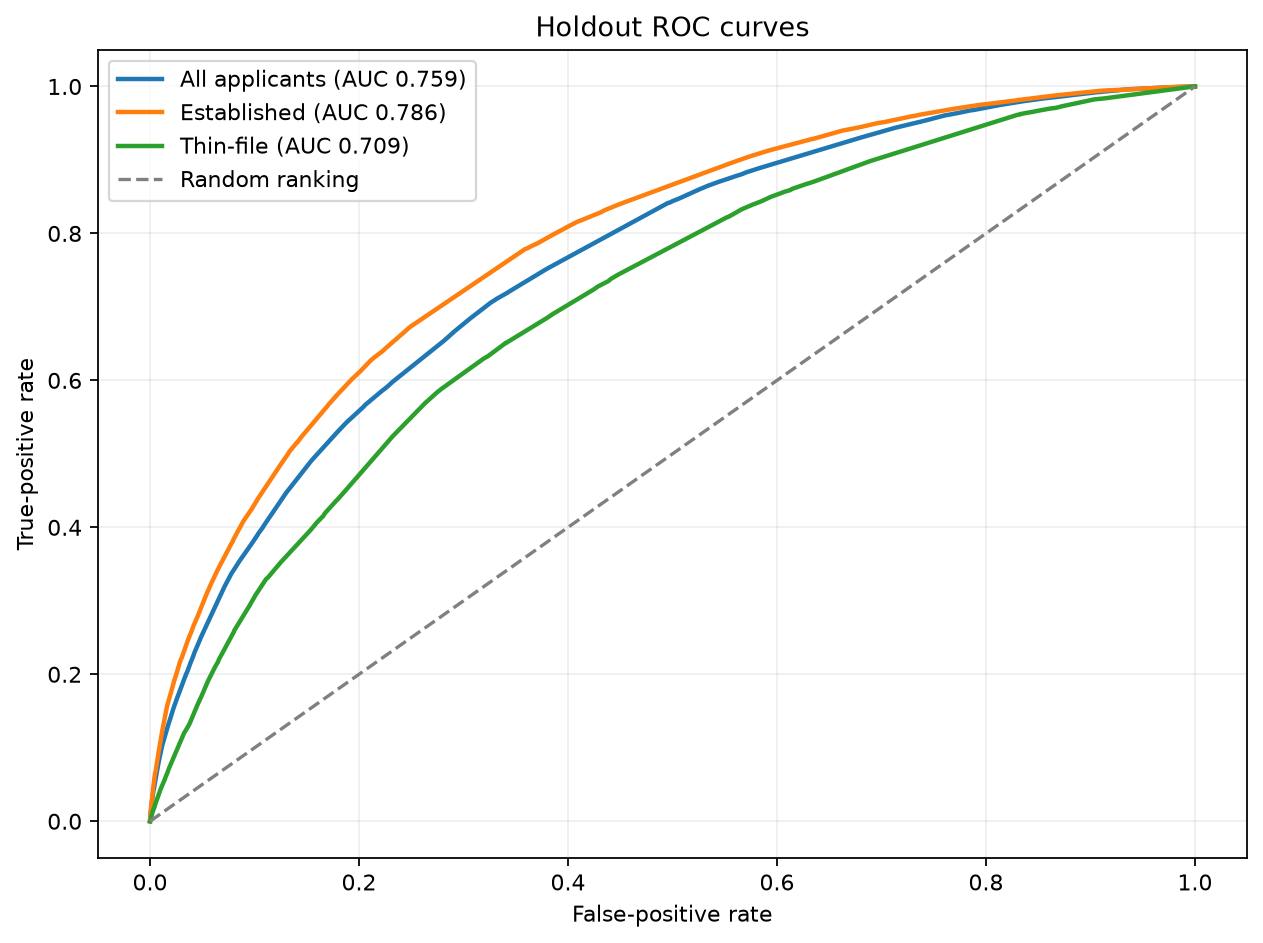 Holdout ROC curves
All applicants (AUC 0.759)
Established (AUC 0.786)
Thin-file (AUC 0.709)
Random ranking
True-positive rate
1.0
0.8
0.6
0.4
0.2
0.0
0.0 0.2 0.4 0.6 0.8 1.0
False-positive rate